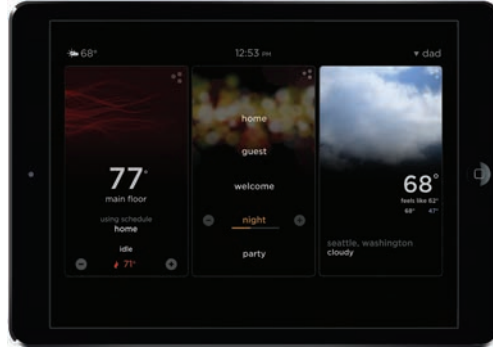 68°
12:53 PM
dad
77°
main floor
using schedule
home
idle
71°
home
guest
welcome
night
party
68°
feels like 62°
68° 47°
seattle, washington
cloudy